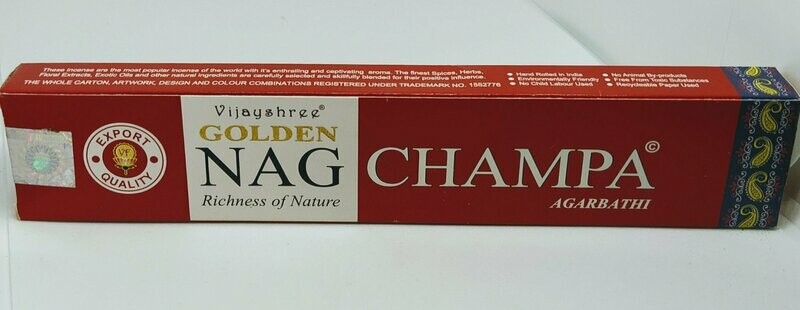 These Incense are the most popular Incense of the world with it's enthraling and captivating aroma. The finest Spices, Herbs,
Floral Extracts, Exotic Oils and other natural ingredients are carefully selected and skillfully blended for their positive influence.
THE WHOLE CARTON, ARTWORK, DESIGN AND COLOUR COMBINATIONS REGISTERED UNDER TRADEMARK NO. 1552776
• Hand Rolled in India
• Environmentally Friendly
• No Child Labour Used
• No Animal By-products
• Free From Toxic Substances
• Recycleable Paper Used
EXPORT
VF
QUALITY
Vijayshree®
GOLDEN
NAG CHAMPA©
Richness of Nature
AGARBATHI